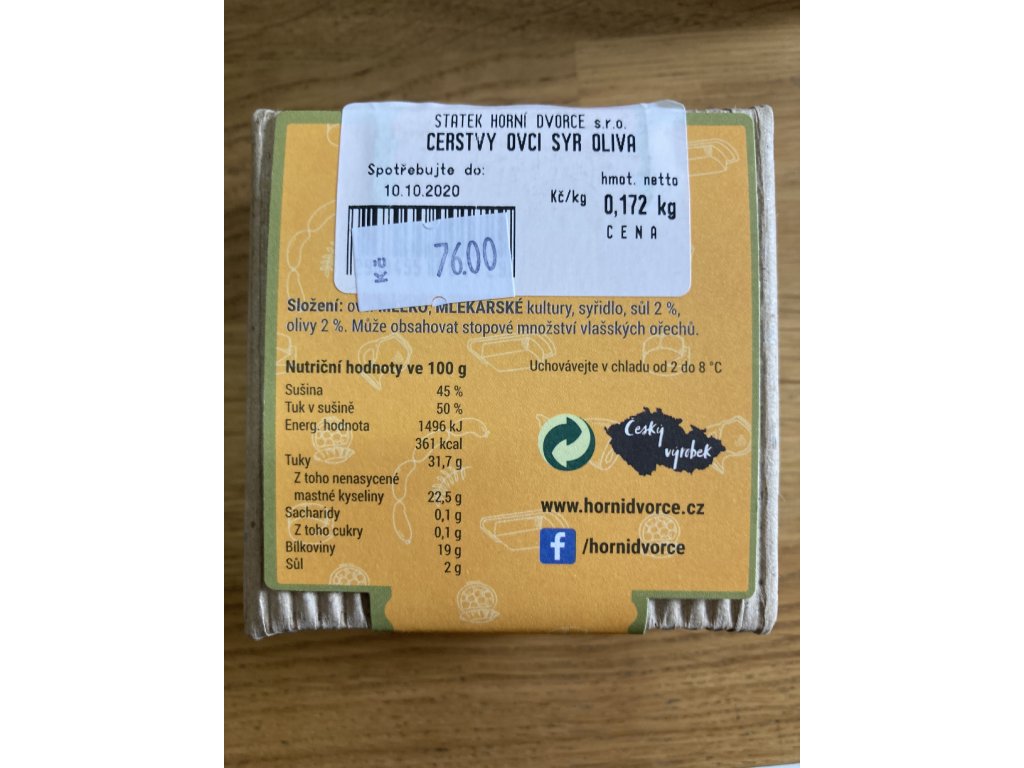 STATEK HORNÍ DVORCE s.r.o.
CERSTVY OVCI SYR OLIVA
Spotřebujte do:
10.10.2020
hmot. netto
Kč/kg 0,172 kg
CENA
Kč 76.00
Složení: MLÉKO, MLÉKAŘSKÉ kultury, syřidlo, sůl 2 %,
olivy 2 %. Může obsahovat stopové množství vlašských ořechů.
Nutriční hodnoty ve 100 g
Sušina 45 %
Tuk v sušině 50 %
Energ. hodnota 1496 kJ
361 kcal
Tuky 31,7 g
Z toho nenasycené
mastné kyseliny 22,5 g
Sacharidy 0,1 g
Z toho cukry 0,1 g
Bílkoviny 19 g
Sůl 2 g
Uchovávejte v chladu od 2 do 8 °C
Český
výrobek
www.hornidvorce.cz
f /hornidvorce